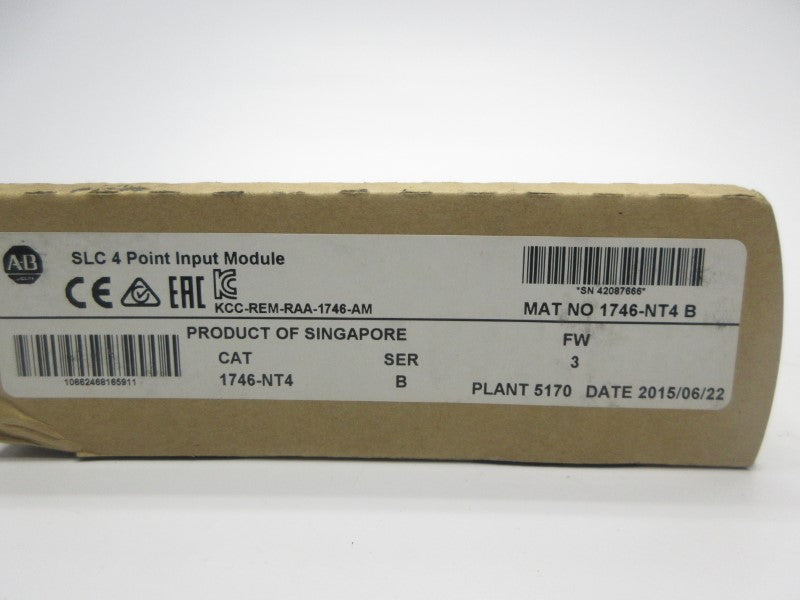 AB
SLC 4 Point Input Module
CE EAC KC
KCC-REM-RAA-1746-AM
*SN 42087666*
MAT NO 1746-NT4 B
PRODUCT OF SINGAPORE
FW
CAT SER 3
1746-NT4 B
10662468165911
PLANT 5170 DATE 2015/06/22